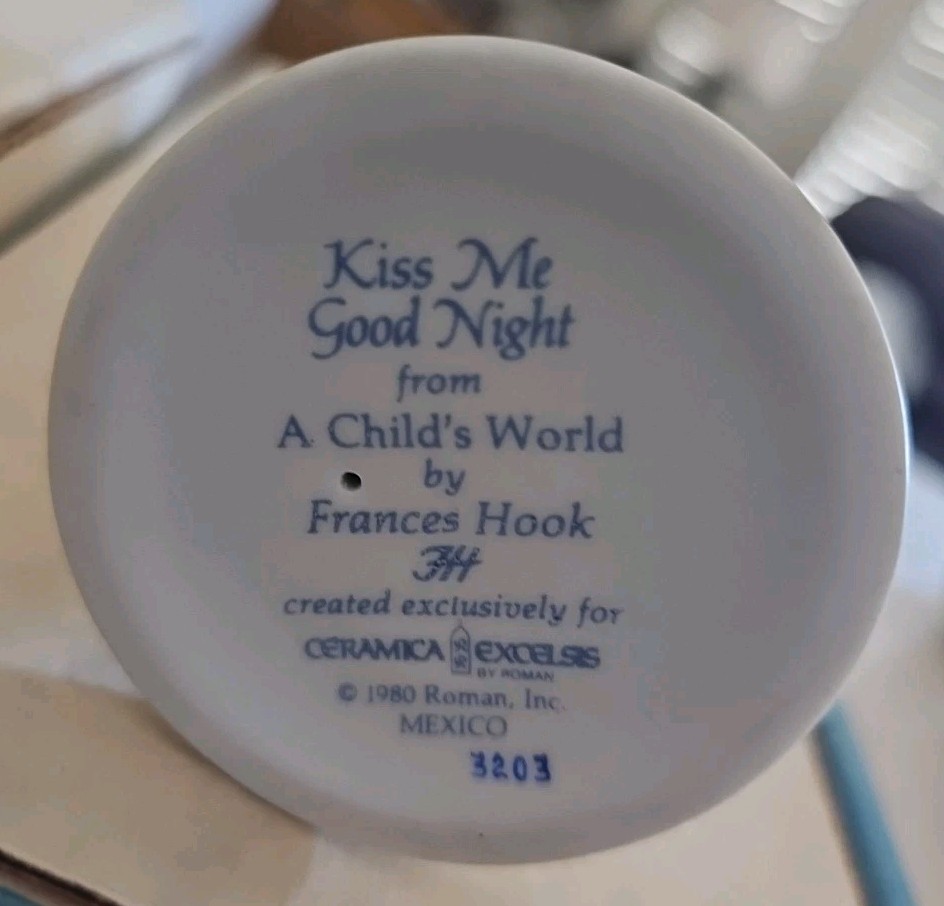 Kiss Me
Good Night
from
A Child's World
by
Frances Hook
FH
created exclusively for
CERAMICA EXCELSIS
BY ROMAN
© 1980 Roman, Inc.
MEXICO
3203